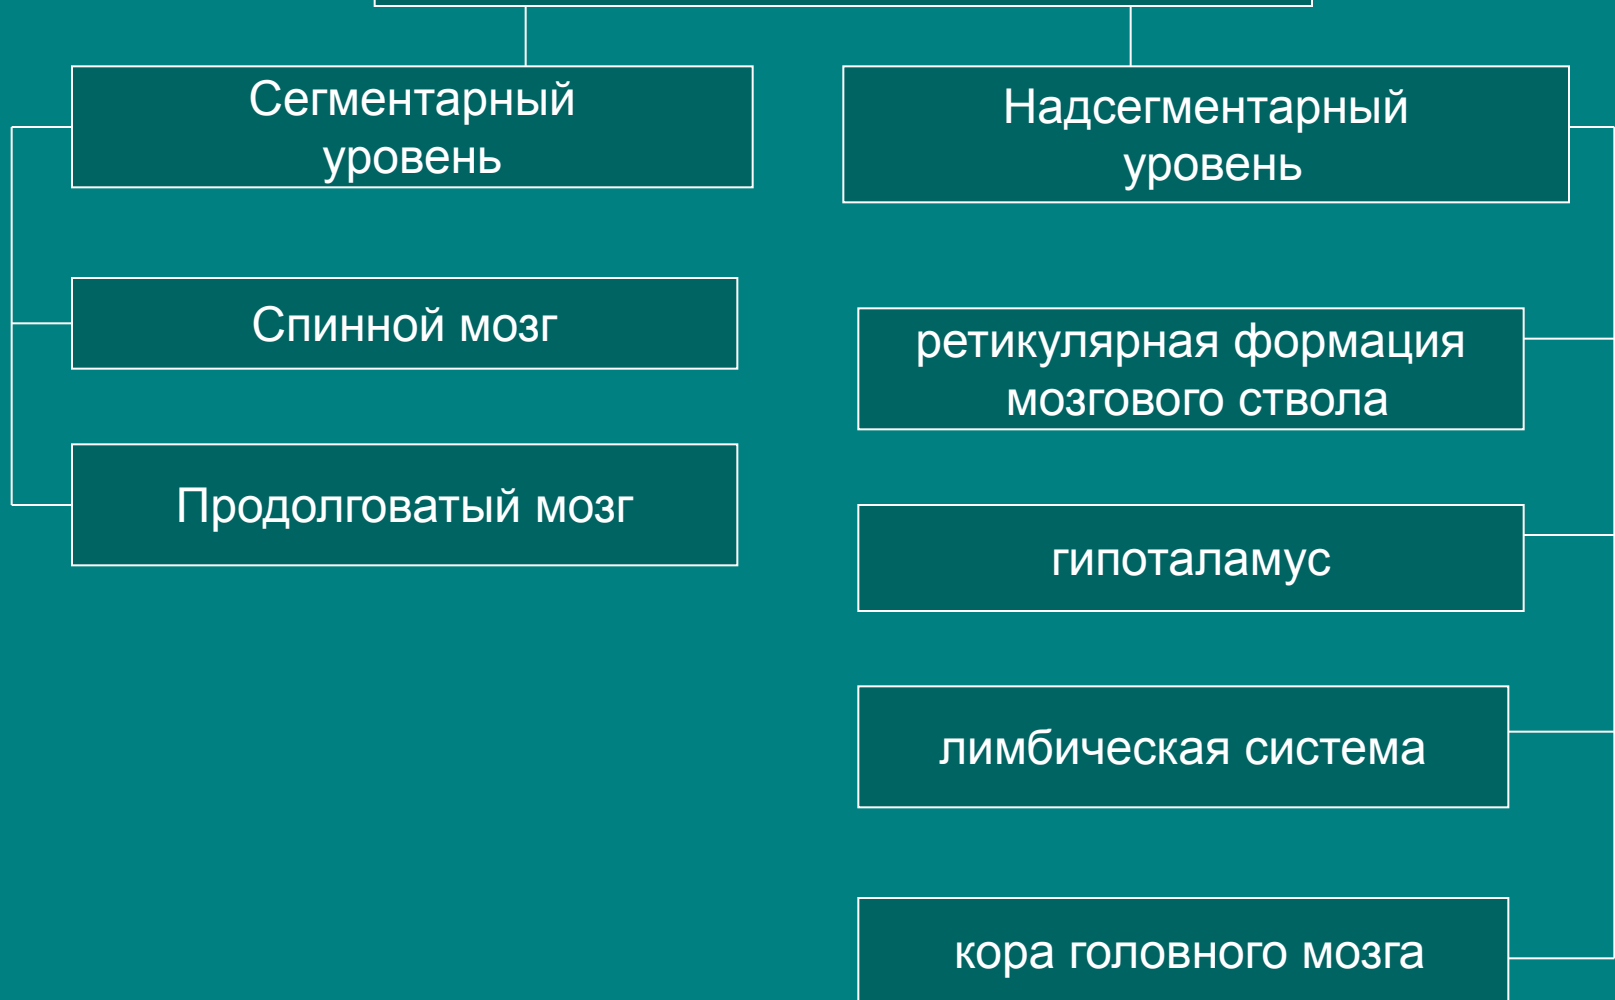 Сегментарный
уровень
Спинной мозг
Продолговатый мозг
Надсегментарный
уровень
ретикулярная формация
мозгового ствола
гипоталамус
лимбическая система
кора головного мозга